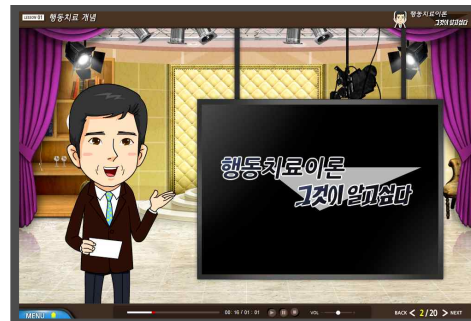 LESSON 01 행동치료 개념
행동치료이론
그것이 알고싶다
행동치료이론
그것이 알고싶다
MENU
00 : 16 / 01 : 01
VOL
BACK < 2/20 > NEXT